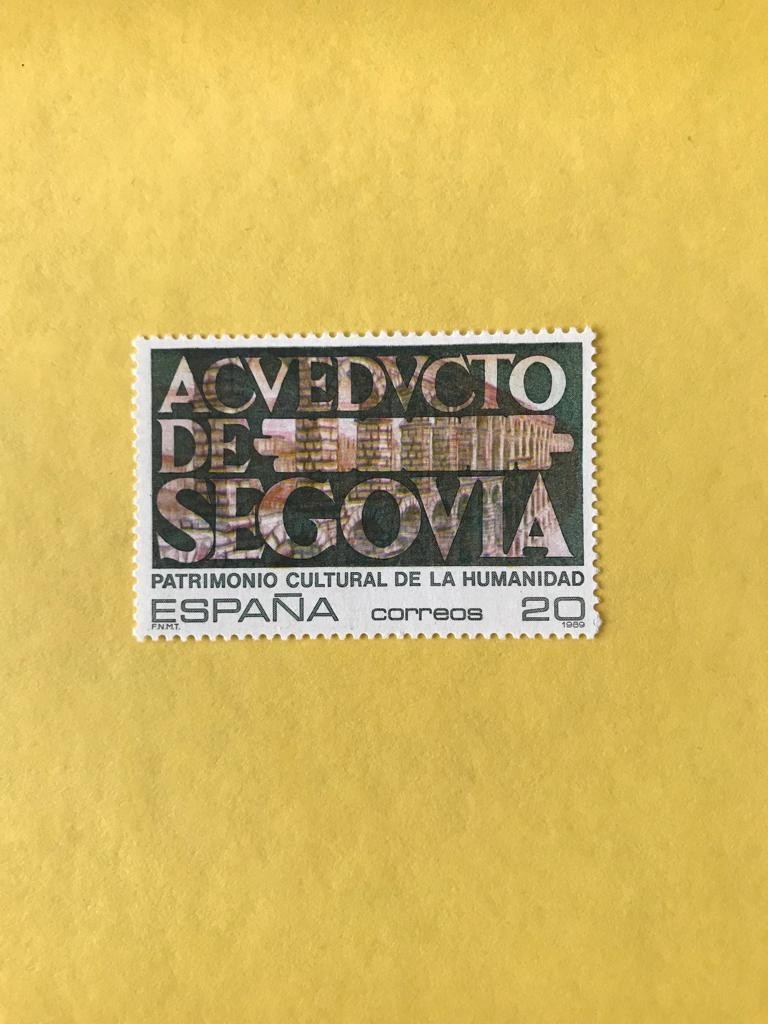 ACVEDVCTO
DE
SEGOVIA
PATRIMONIO CULTURAL DE LA HUMANIDAD
ESPAÑA correos 20
F.N.M.T. 1989